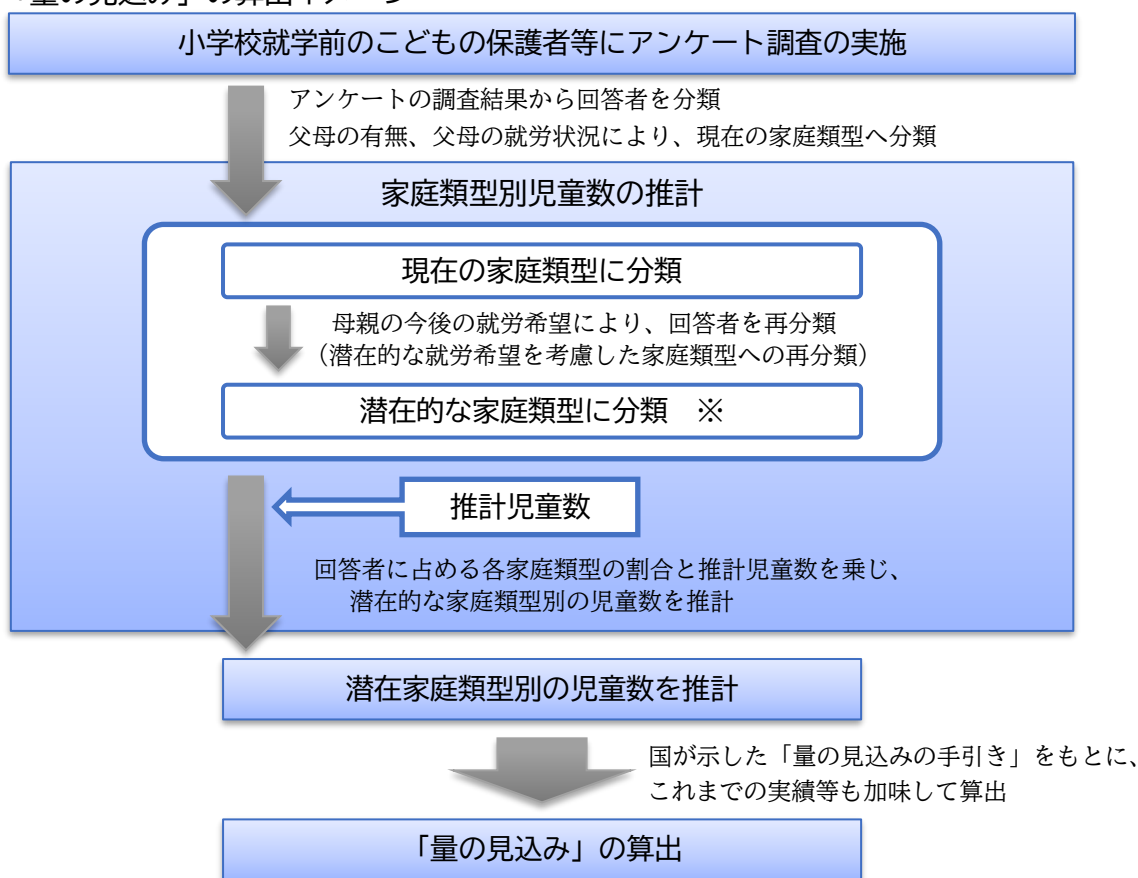 「量の見込み」の算出イメージ
小学校就学前のこどもの保護者等にアンケート調査の実施
アンケートの調査結果から回答者を分類
父母の有無、父母の就労状況により、現在の家庭類型へ分類
家庭類型別児童数の推計
現在の家庭類型に分類
母親の今後の就労希望により、回答者を再分類
（潜在的な就労希望を考慮した家庭類型への再分類）
潜在的な家庭類型に分類　※
推計児童数
回答者に占める各家庭類型の割合と推計児童数を乗じ、
潜在的な家庭類型別の児童数を推計
潜在家庭類型別の児童数を推計
国が示した「量の見込みの手引き」をもとに、
これまでの実績等も加味して算出
「量の見込み」の算出